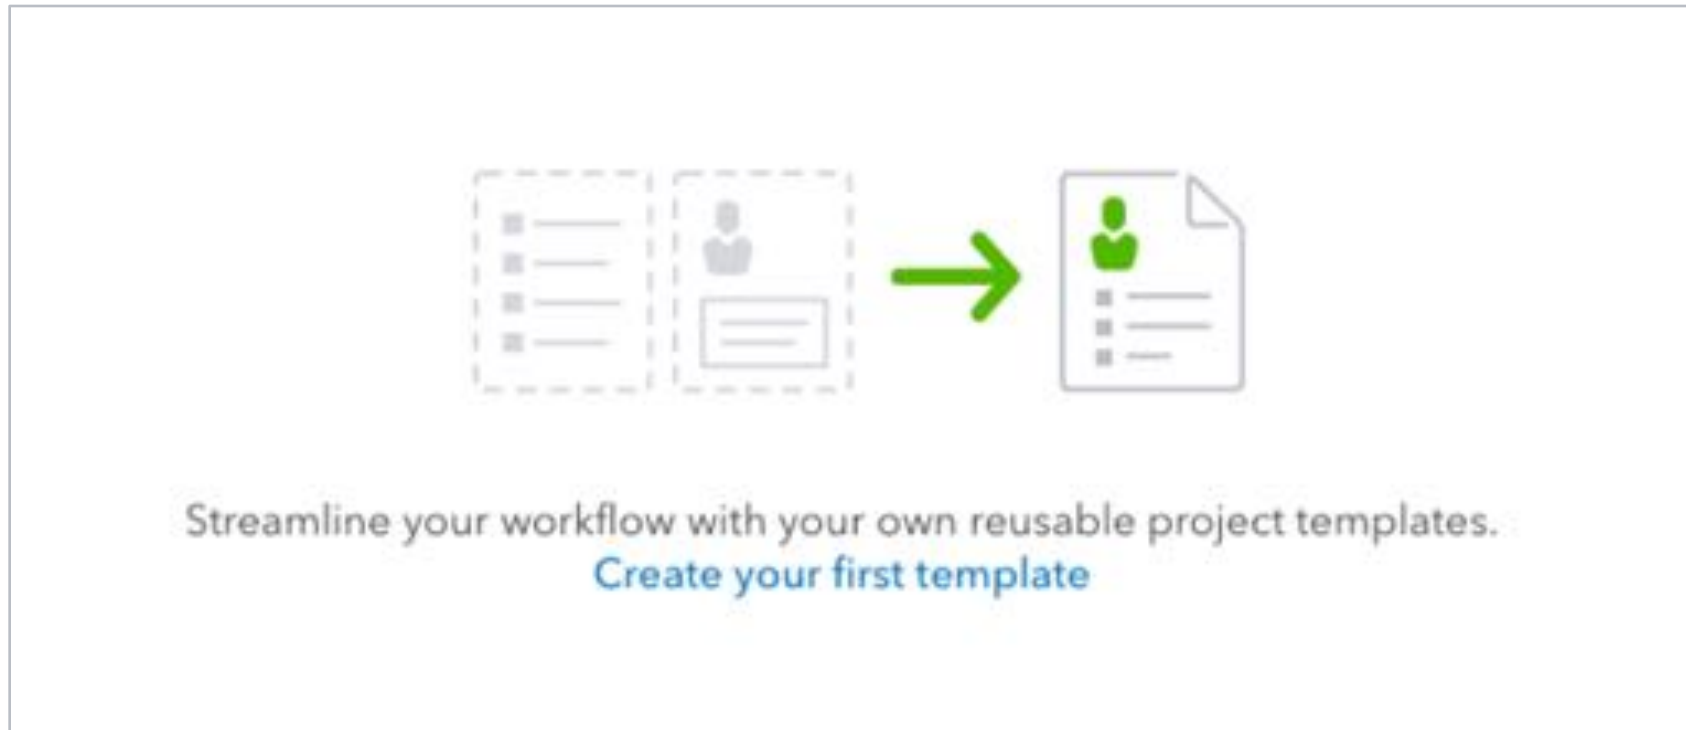 Streamline your workflow with your own reusable project templates.
Create your first template